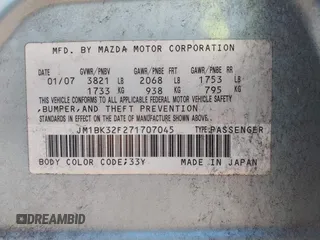 MFD. BY MAZDA MOTOR CORPORATION
GVWR/PNBV GAWR/PNBE FRT GAWR/PNBE RR
01/07 3821 LB 2068 LB 1753 LB
1733 KG 938 KG 795 KG
THIS VEHICLE CONFORMS TO ALL APPLICABLE FEDERAL MOTOR VEHICLE SAFETY
,BUMPER,AND THEFT PREVENTION
STANDARDS IN EFFECT ON THE DATE OF MANUFACTURE SHOWN ABOVE.
JM1BK32F271707045 TYPE:PASSENGER
BODY COLOR CODE:33Y MADE IN JAPAN
DREAMBID